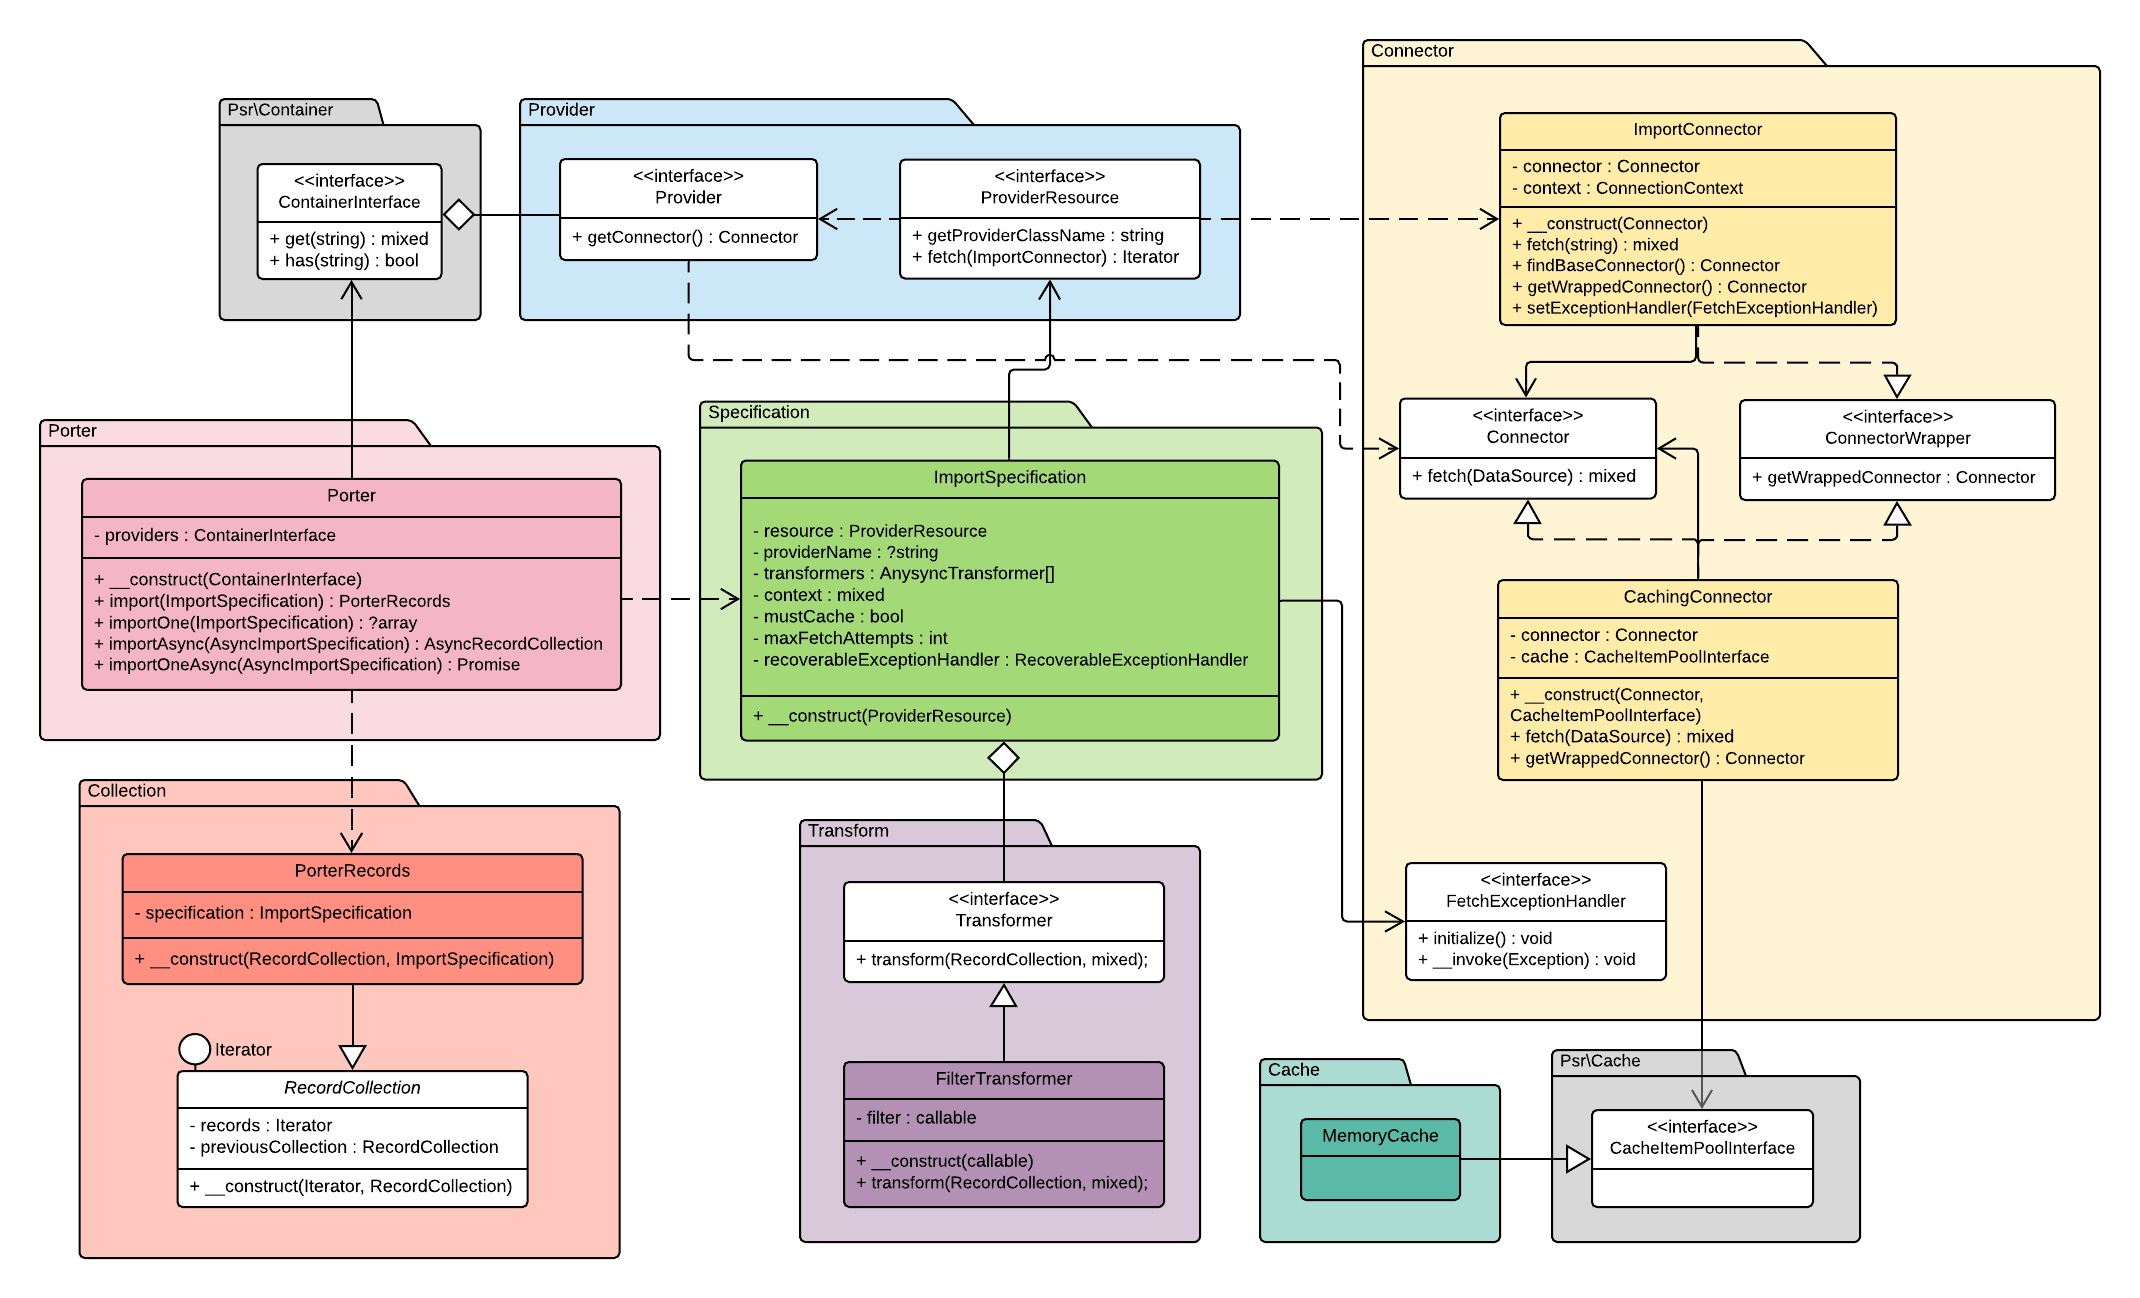 Connector
ImportConnector
- connector : Connector
- context : ConnectionContext
+ __construct(Connector)
+ fetch(string) : mixed
+ findBaseConnector() : Connector
+ getWrappedConnector() : Connector
+ setExceptionHandler(FetchExceptionHandler)
Psr\Container
<<interface>>
ContainerInterface
+ get(string) : mixed
+ has(string) : bool
Provider
<<interface>>
Provider
+ getConnector() : Connector
<<interface>>
ProviderResource
+ getProviderClassName : string
+ fetch(ImportConnector) : Iterator
<<interface>>
Connector
+ fetch(DataSource) : mixed
<<interface>>
ConnectorWrapper
+ getWrappedConnector : Connector
Porter
Porter
- providers : ContainerInterface
+ __construct(ContainerInterface)
+ import(ImportSpecification) : PorterRecords
+ importOne(ImportSpecification) : ?array
+ importAsync(AsyncImportSpecification) : AsyncRecordCollection
+ importOneAsync(AsyncImportSpecification) : Promise
Specification
ImportSpecification
- resource : ProviderResource
- providerName : ?string
- transformers : AnysyncTransformer[]
- context : mixed
- mustCache : bool
- maxFetchAttempts : int
- recoverableExceptionHandler : RecoverableExceptionHandler
+ __construct(ProviderResource)
CachingConnector
- connector : Connector
- cache : CacheItemPoolInterface
+ __construct(Connector,
CacheItemPoolInterface)
+ fetch(DataSource) : mixed
+ getWrappedConnector() : Connector
Collection
PorterRecords
- specification : ImportSpecification
+ __construct(RecordCollection, ImportSpecification)
Iterator
RecordCollection
- records : Iterator
- previousCollection : RecordCollection
+ __construct(Iterator, RecordCollection)
Transform
<<interface>>
Transformer
+ transform(RecordCollection, mixed);
FilterTransformer
- filter : callable
+ __construct(callable)
+ transform(RecordCollection, mixed);
<<interface>>
FetchExceptionHandler
+ initialize() : void
+ __invoke(Exception) : void
Cache
MemoryCache
Psr\Cache
<<interface>>
CacheItemPoolInterface